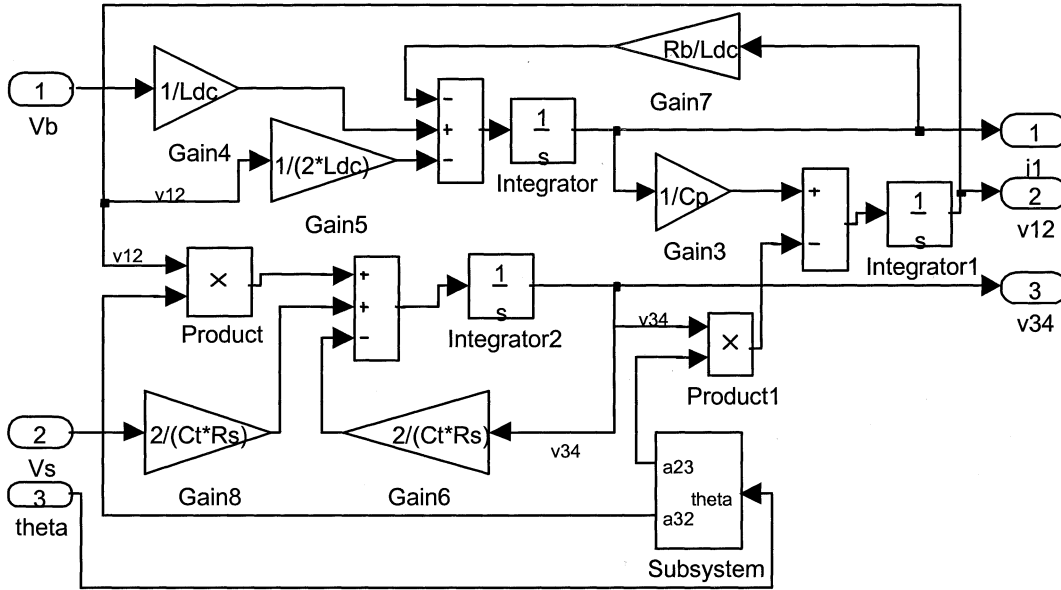 1
Vb
1/Ldc
Gain4
1/(2*Ldc)
Gain5
v12
−
+
−
1
s
Integrator
Rb/Ldc
Gain7
1/Cp
Gain3
+
−
1
s
Integrator1
1
i1
2
v12
3
v34
v12
×
Product
+
+
−
1
s
Integrator2
v34
×
Product1
2
Vs
2/(Ct*Rs)
Gain8
2/(Ct*Rs)
Gain6
v34
3
theta
a23
theta
a32
Subsystem